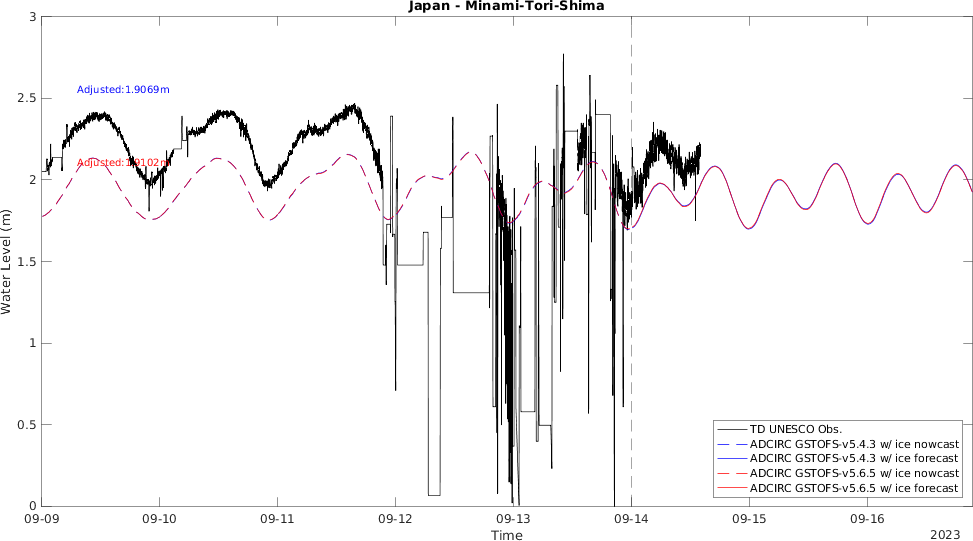 Japan - Minami-Tori-Shima
3
2.5
2
1.5
1
0.5
0
Water Level (m)
Adjusted:1.9069m
Adjusted:1.9102m
TD UNESCO Obs.
ADCIRC GSTOFS-v5.4.3 w/ ice nowcast
ADCIRC GSTOFS-v5.4.3 w/ ice forecast
ADCIRC GSTOFS-v5.6.5 w/ ice nowcast
ADCIRC GSTOFS-v5.6.5 w/ ice forecast
09-09 09-10 09-11 09-12 09-13 09-14 09-15 09-16
Time
2023